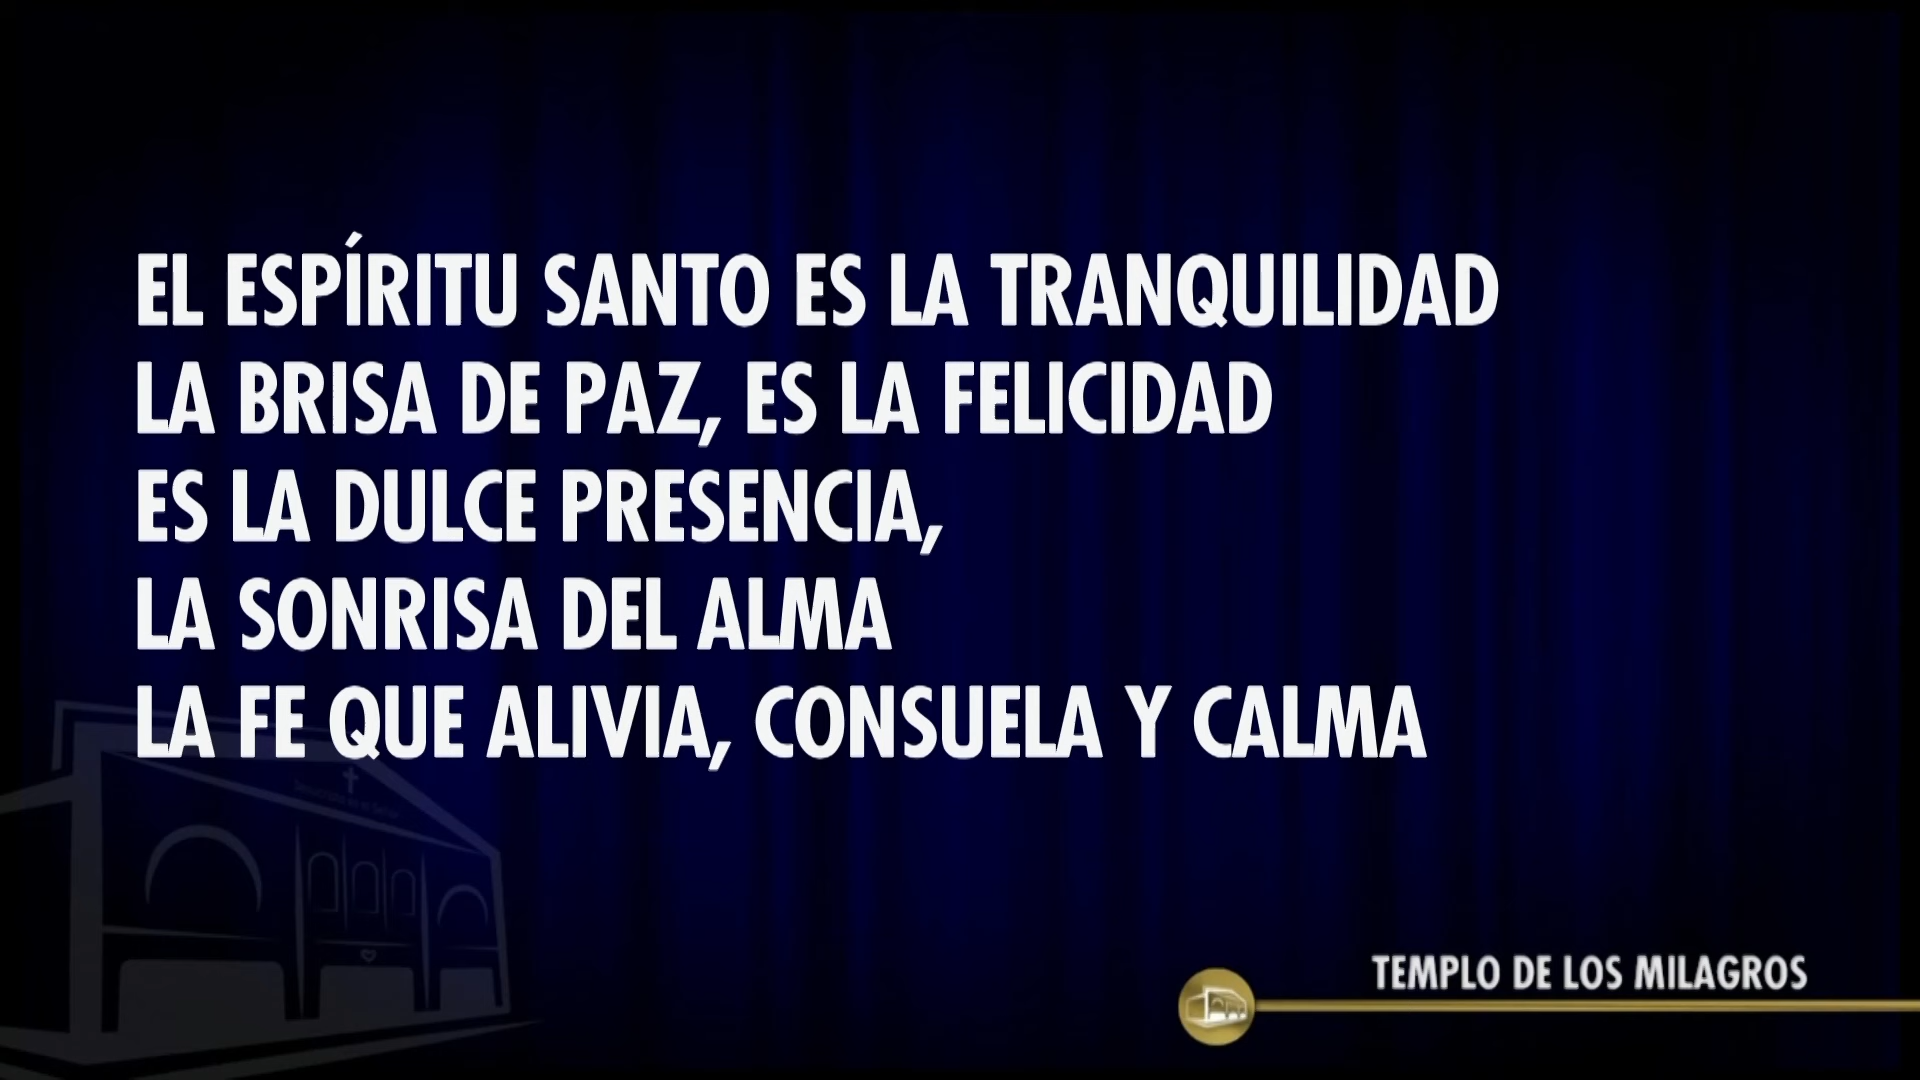 EL ESPÍRITU SANTO ES LA TRANQUILIDAD
LA BRISA DE PAZ, ES LA FELICIDAD
ES LA DULCE PRESENCIA,
LA SONRISA DEL ALMA
LA FE QUE ALIVIA, CONSUELA Y CALMA
TEMPLO DE LOS MILAGROS